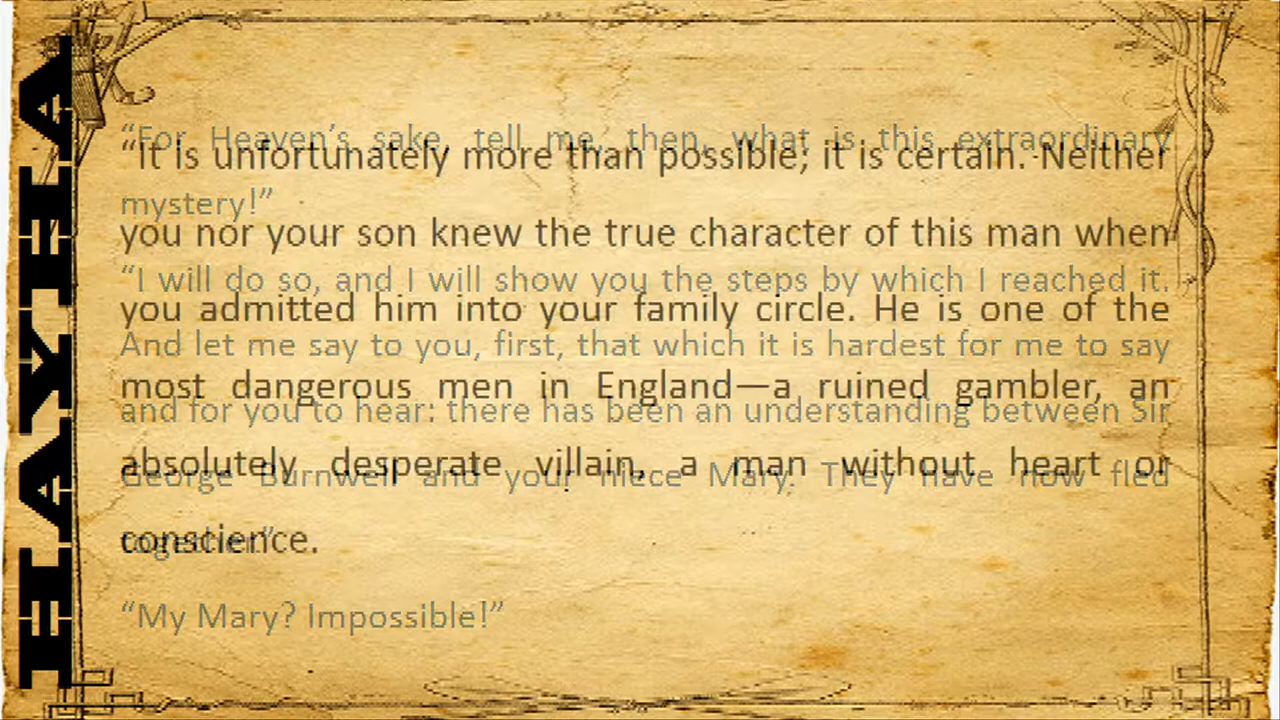 HAYHA
“For Heaven’s sake, tell me, then, what is this extraordinary
mystery!”
“I will do so, and I will show you the steps by which I reached it.
And let me say to you, first, that which it is hardest for me to say
and for you to hear: there has been an understanding between Sir
George Burnwell and your niece Mary. They have now fled
together.”
“My Mary? Impossible!”
“It is unfortunately more than possible; it is certain. Neither
you nor your son knew the true character of this man when
you admitted him into your family circle. He is one of the
most dangerous men in England—a ruined gambler, an
absolutely desperate villain, a man without heart or
conscience.